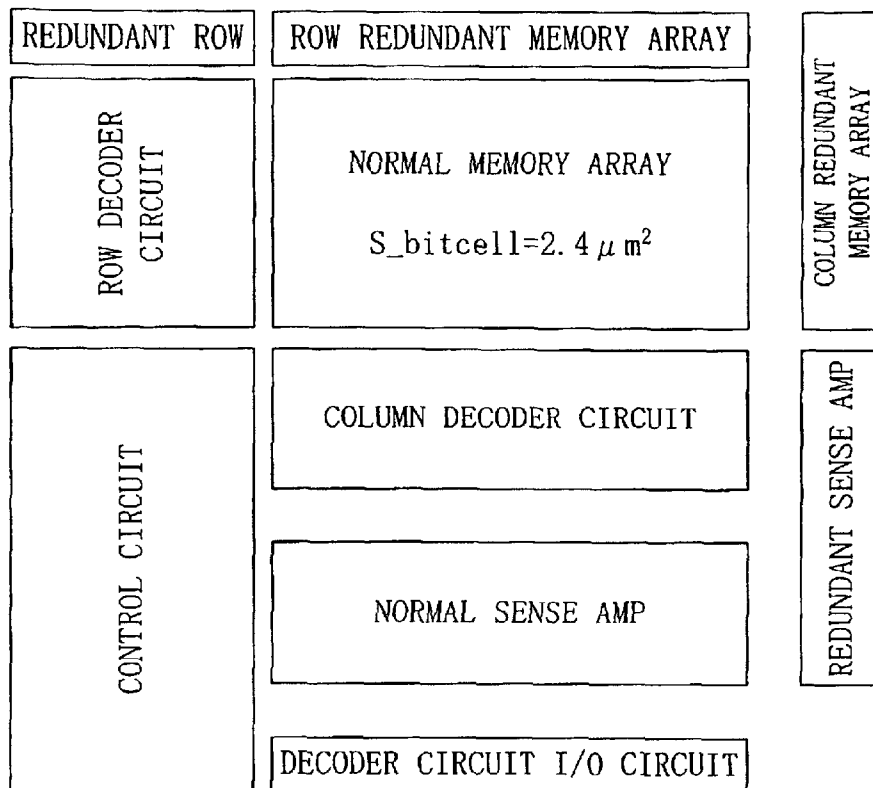 REDUNDANT ROW
ROW REDUNDANT MEMORY ARRAY
COLUMN REDUNDANT
MEMORY ARRAY
ROW DECODER
CIRCUIT
NORMAL MEMORY ARRAY
S_bitcell=2.4μm²
CONTROL CIRCUIT
COLUMN DECODER CIRCUIT
REDUNDANT SENSE AMP
NORMAL SENSE AMP
DECODER CIRCUIT I/O CIRCUIT